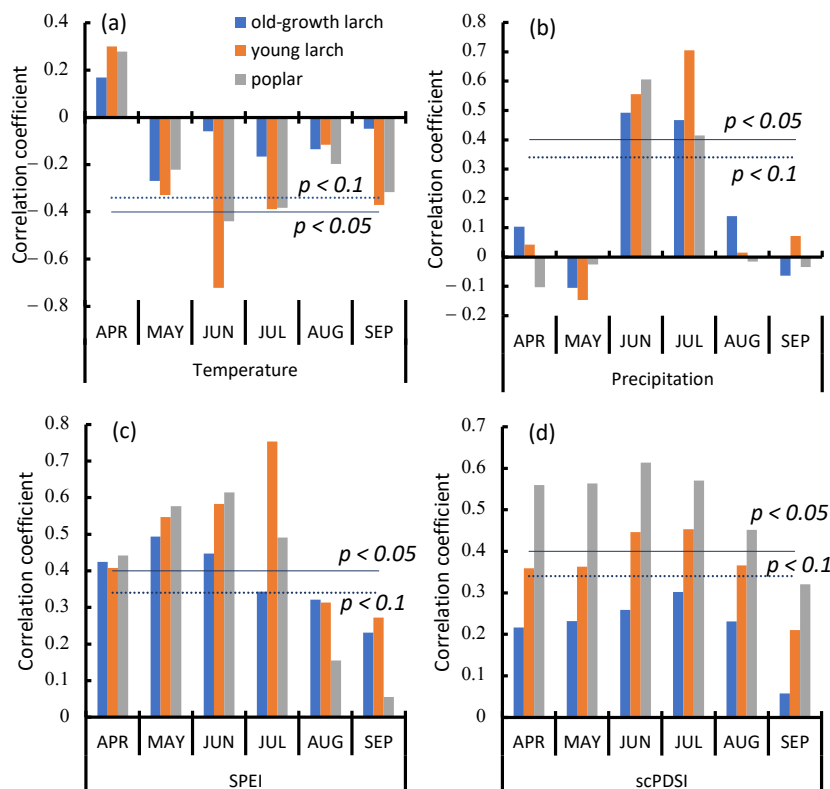 (a)
old-growth larch
young larch
poplar
Correlation coefficient
0.4
0.2
0
− 0.2
− 0.4
− 0.6
− 0.8
p < 0.1
p < 0.05
APR MAY JUN JUL AUG SEP
Temperature
(b)
Correlation coefficient
0.8
0.7
0.6
0.5
0.4
0.3
0.2
0.1
0
− 0.1
− 0.2
p < 0.05
p < 0.1
APR MAY JUN JUL AUG SEP
Precipitation
(c)
Correlation coefficient
0.8
0.7
0.6
0.5
0.4
0.3
0.2
0.1
0
p < 0.05
p < 0.1
APR MAY JUN JUL AUG SEP
SPEI
(d)
Correlation coefficient
0.7
0.6
0.5
0.4
0.3
0.2
0.1
0
p < 0.05
p < 0.1
APR MAY JUN JUL AUG SEP
scPDSI